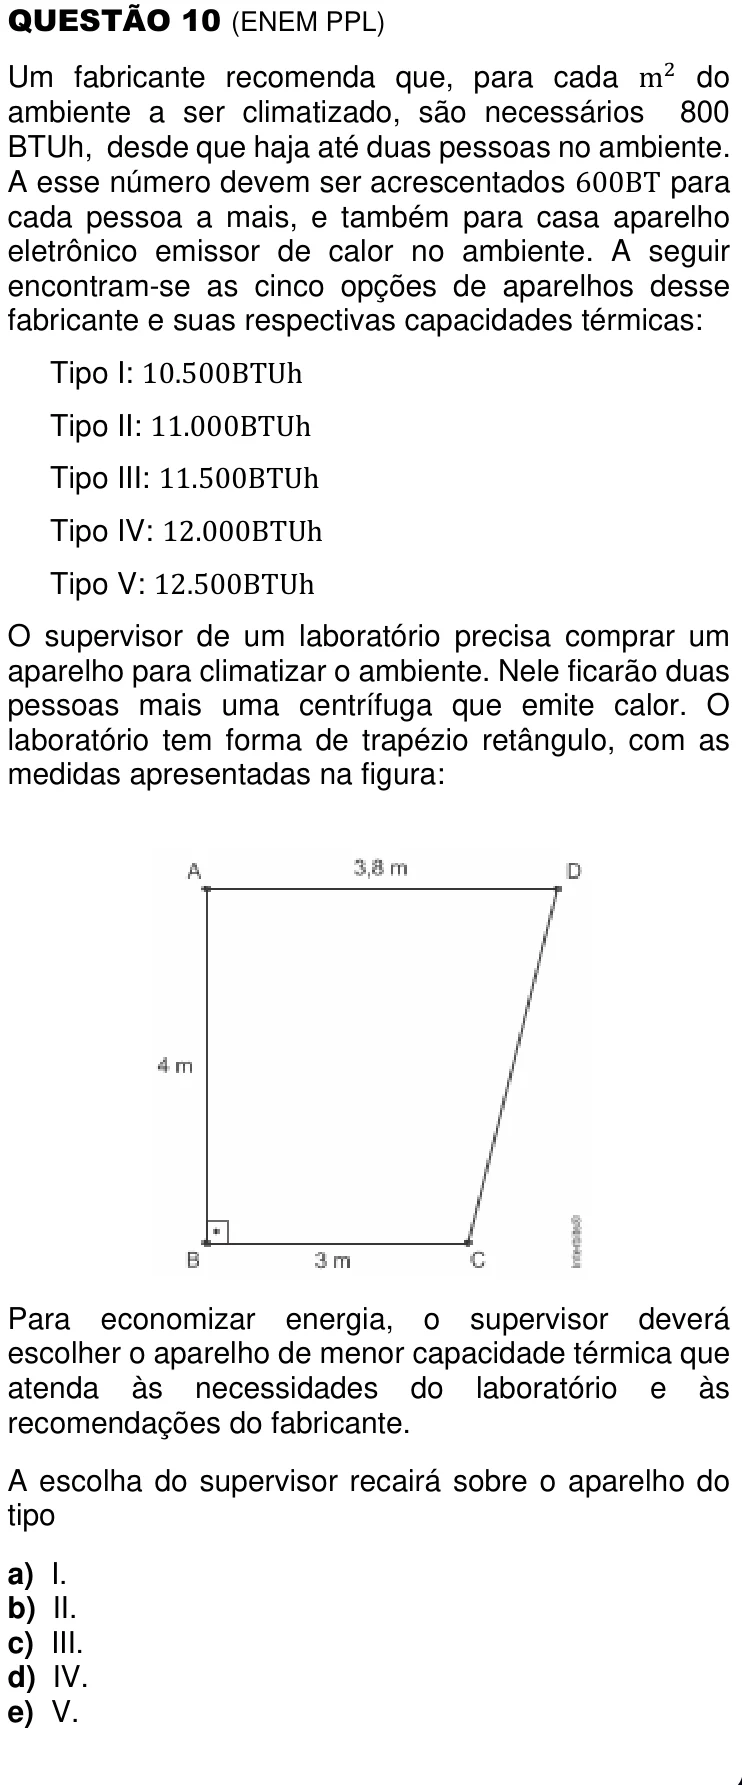 QUESTÃO 10 (ENEM PPL)
Um fabricante recomenda que, para cada m² do
ambiente a ser climatizado, são necessários 800
BTUh, desde que haja até duas pessoas no ambiente.
A esse número devem ser acrescentados 600BT para
cada pessoa a mais, e também para casa aparelho
eletrônico emissor de calor no ambiente. A seguir
encontram-se as cinco opções de aparelhos desse
fabricante e suas respectivas capacidades térmicas:
Tipo I: 10.500BTUh
Tipo II: 11.000BTUh
Tipo III: 11.500BTUh
Tipo IV: 12.000BTUh
Tipo V: 12.500BTUh
O supervisor de um laboratório precisa comprar um
aparelho para climatizar o ambiente. Nele ficarão duas
pessoas mais uma centrífuga que emite calor. O
laboratório tem forma de trapézio retângulo, com as
medidas apresentadas na figura:
A 3,8 m D
4 m
B 3 m C
Para economizar energia, o supervisor deverá
escolher o aparelho de menor capacidade térmica que
atenda às necessidades do laboratório e às
recomendações do fabricante.
A escolha do supervisor recairá sobre o aparelho do
tipo
a) I.
b) II.
c) III.
d) IV.
e) V.